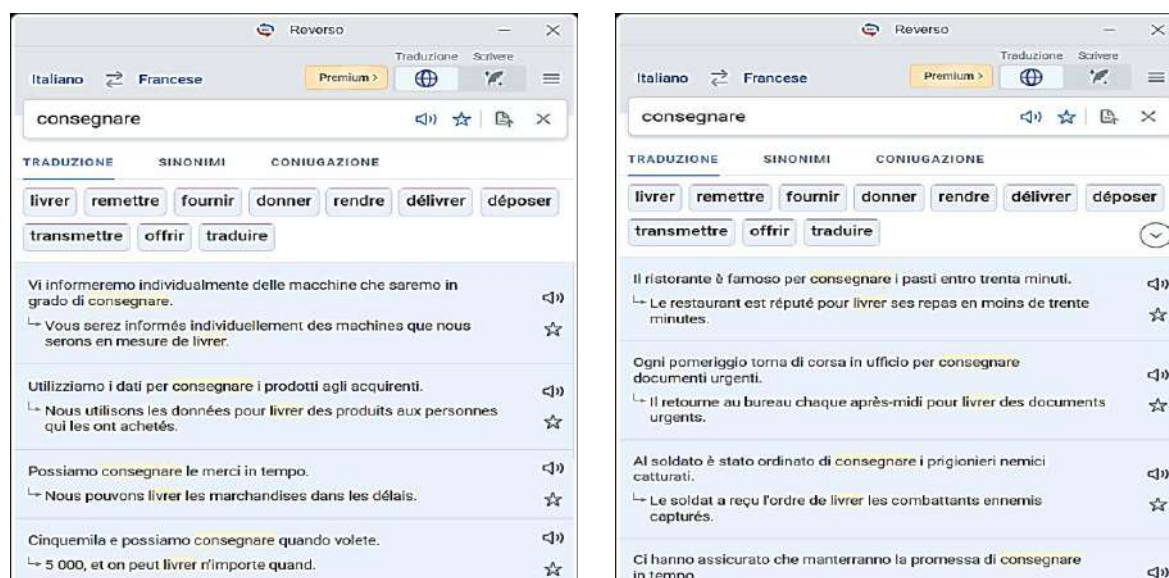 Reverso
Traduzione Scrivere
Italiano Francese Premium >
consegnare
TRADUZIONE SINONIMI CONIUGAZIONE
livrer remettre fournir donner rendre délivrer déposer
transmettre offrir traduire
Vi informeremo individualmente delle macchine che saremo in
grado di consegnare.
Vous serez informés individuellement des machines que nous
serons en mesure de livrer.
Utilizziamo i dati per consegnare i prodotti agli acquirenti.
Nous utilisons les données pour livrer des produits aux personnes
qui les ont achetés.
Possiamo consegnare le merci in tempo.
Nous pouvons livrer les marchandises dans les délais.
Cinquemila e possiamo consegnare quando volete.
5 000, et on peut livrer n'importe quand.
Reverso
Traduzione Scrivere
Italiano Francese Premium >
consegnare
TRADUZIONE SINONIMI CONIUGAZIONE
livrer remettre fournir donner rendre délivrer déposer
transmettre offrir traduire
Il ristorante è famoso per consegnare i pasti entro trenta minuti.
Le restaurant est réputé pour livrer ses repas en moins de trente
minutes.
Ogni pomeriggio torna di corsa in ufficio per consegnare
documenti urgenti.
Il retourne au bureau chaque après-midi pour livrer des documents
urgents.
Al soldato è stato ordinato di consegnare i prigionieri nemici
catturati.
Le soldat a reçu l'ordre de livrer les combattants ennemis
capturés.
Ci hanno assicurato che manterranno la promessa di consegnare
in tempo.